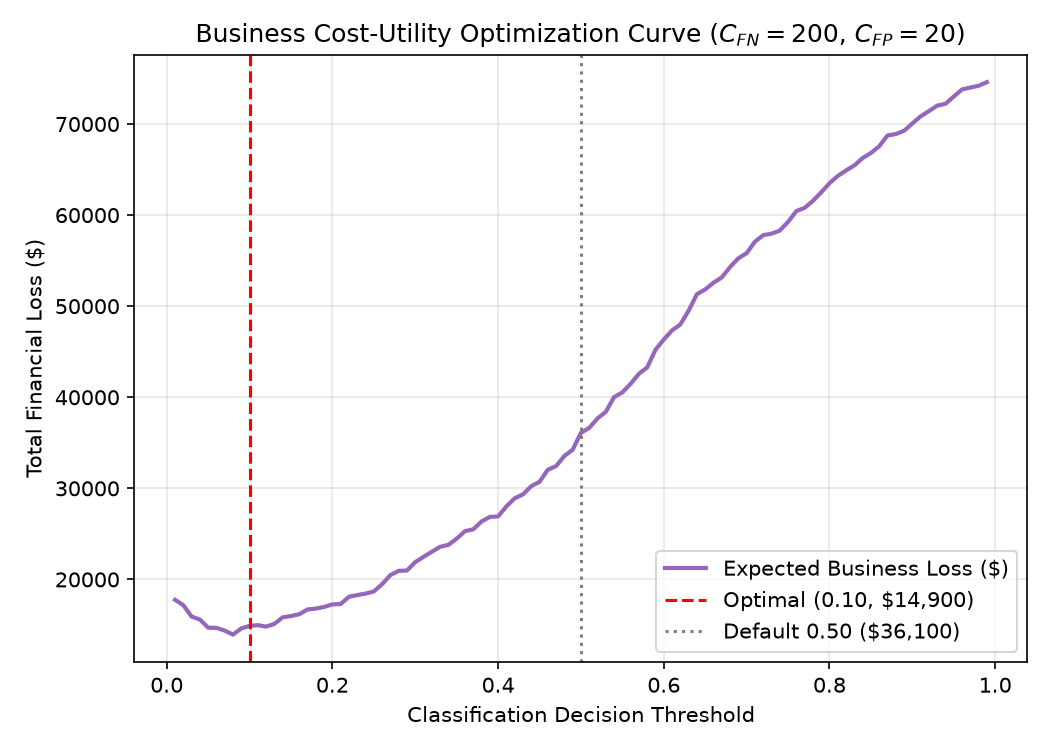 Business Cost-Utility Optimization Curve (C_FN = 200, C_FP = 20)
Total Financial Loss ($)
70000
60000
50000
40000
30000
20000
Expected Business Loss ($)
Optimal (0.10, $14,900)
Default 0.50 ($36,100)
0.0 0.2 0.4 0.6 0.8 1.0
Classification Decision Threshold